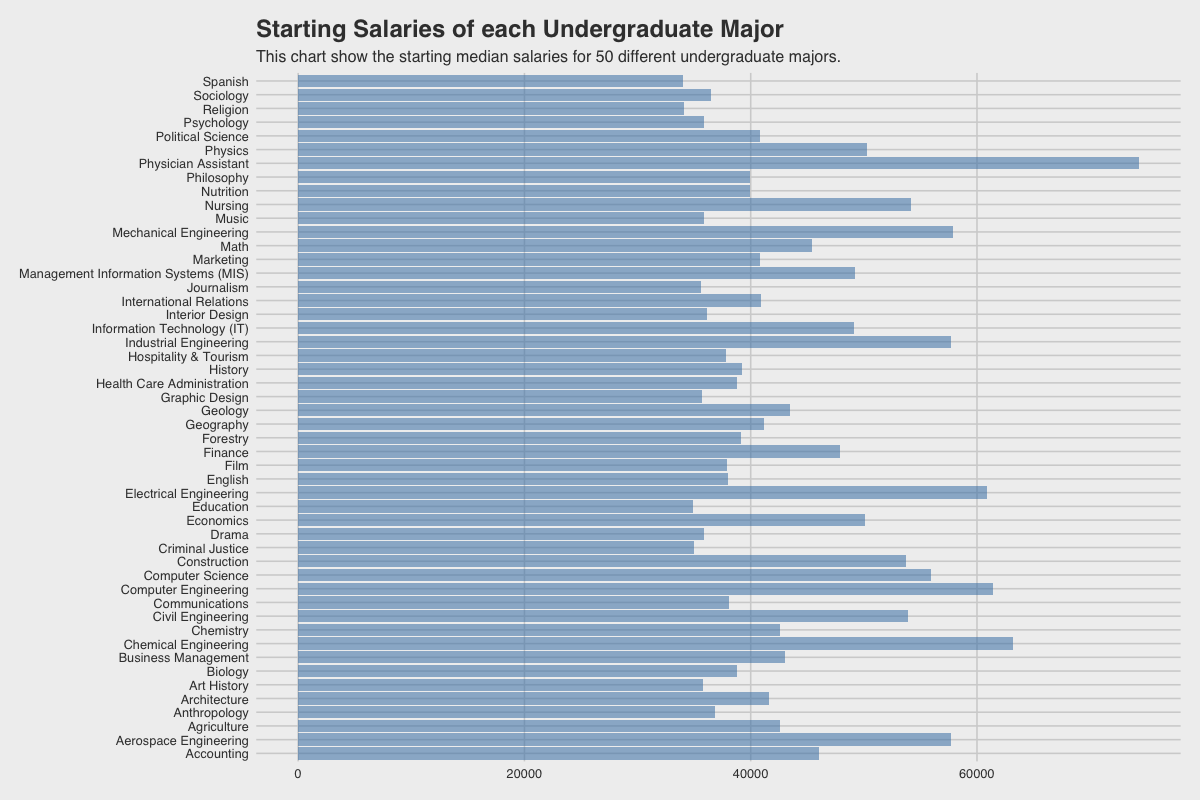 Starting Salaries of each Undergraduate Major
This chart show the starting median salaries for 50 different undergraduate majors.
Spanish
Sociology
Religion
Psychology
Political Science
Physics
Physician Assistant
Philosophy
Nutrition
Nursing
Music
Mechanical Engineering
Math
Marketing
Management Information Systems (MIS)
Journalism
International Relations
Interior Design
Information Technology (IT)
Industrial Engineering
Hospitality & Tourism
History
Health Care Administration
Graphic Design
Geology
Geography
Forestry
Finance
Film
English
Electrical Engineering
Education
Economics
Drama
Criminal Justice
Construction
Computer Science
Computer Engineering
Communications
Civil Engineering
Chemistry
Chemical Engineering
Business Management
Biology
Art History
Architecture
Anthropology
Agriculture
Aerospace Engineering
Accounting
0 20000 40000 60000